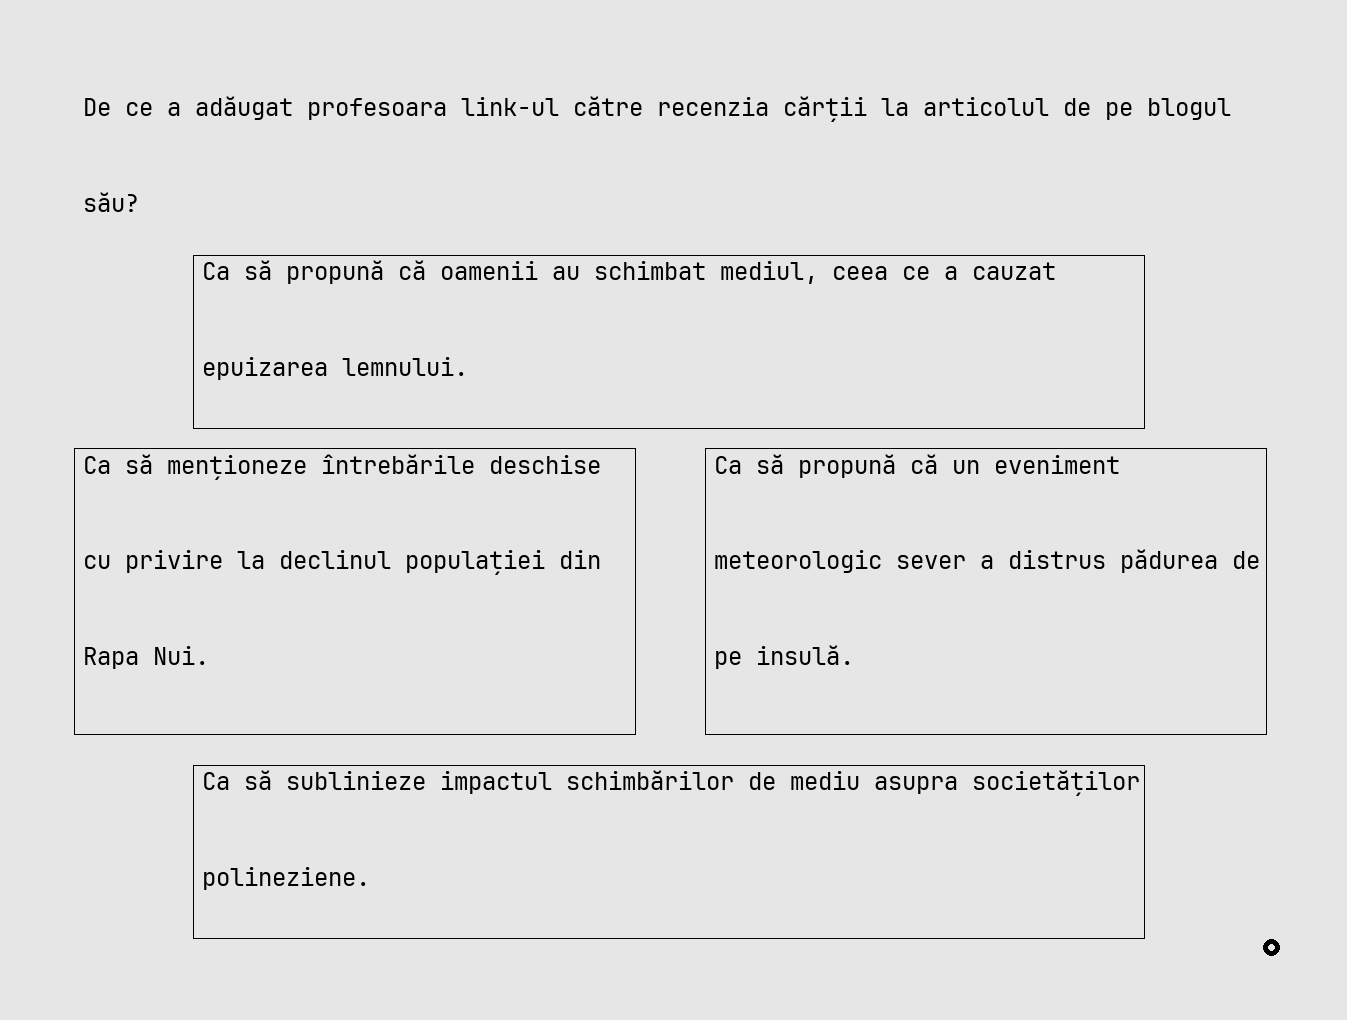 De ce a adăugat profesoara link-ul către recenzia cărții la articolul de pe blogul
său?
Ca să propună că oamenii au schimbat mediul, ceea ce a cauzat
epuizarea lemnului.
Ca să menționeze întrebările deschise
cu privire la declinul populației din
Rapa Nui.
Ca să propună că un eveniment
meteorologic sever a distrus pădurea de
pe insulă.
Ca să sublinieze impactul schimbărilor de mediu asupra societăților
polineziene.